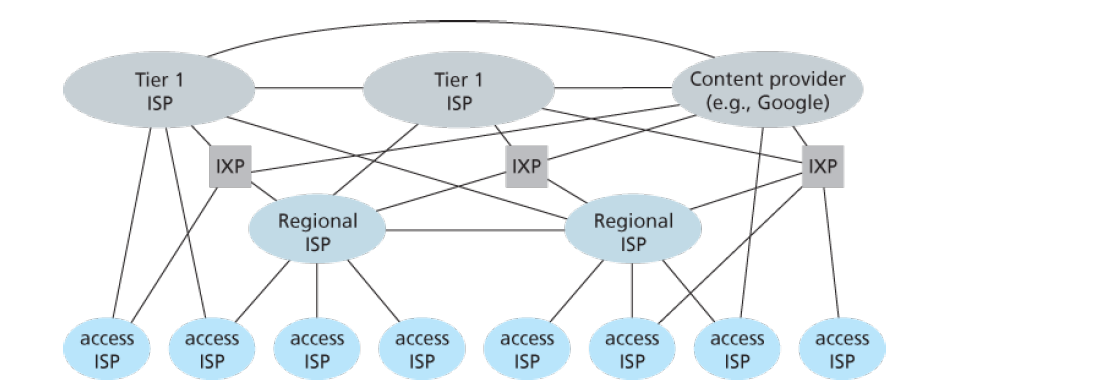 Tier 1
ISP
Tier 1
ISP
Content provider
(e.g., Google)
IXP
IXP
IXP
Regional
ISP
Regional
ISP
access
ISP
access
ISP
access
ISP
access
ISP
access
ISP
access
ISP
access
ISP
access
ISP